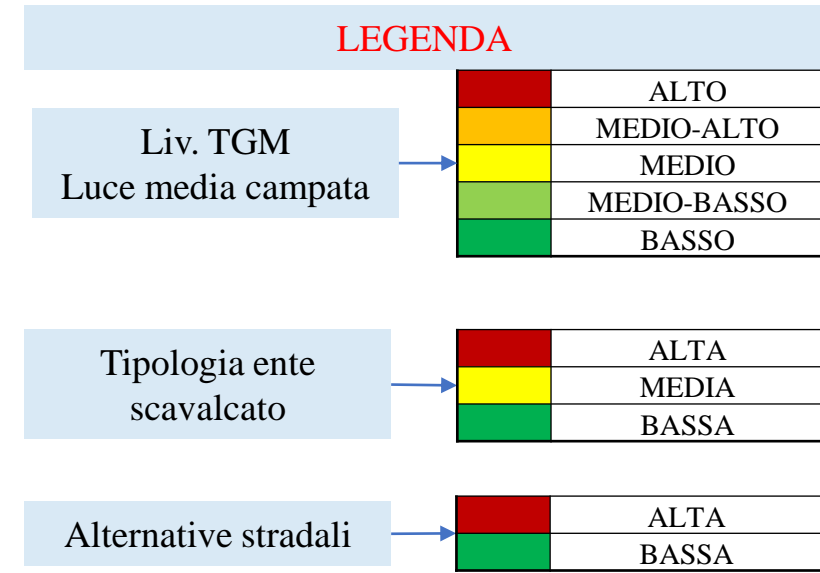 LEGENDA
Liv. TGM
Luce media campata
ALTO
MEDIO-ALTO
MEDIO
MEDIO-BASSO
BASSO
Tipologia ente
scavalcato
ALTA
MEDIA
BASSA
Alternative stradali
ALTA
BASSA